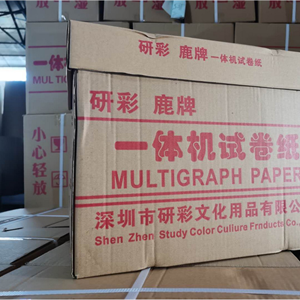 研彩 鹿牌 一体机试卷纸
研彩 鹿牌
一体机试卷纸
MULTIGRAPH PAPER
深圳市研彩文化用品有限公
Shen Zhen Study Color Culture Frnducts Co.,
小心轻放
MULTIG